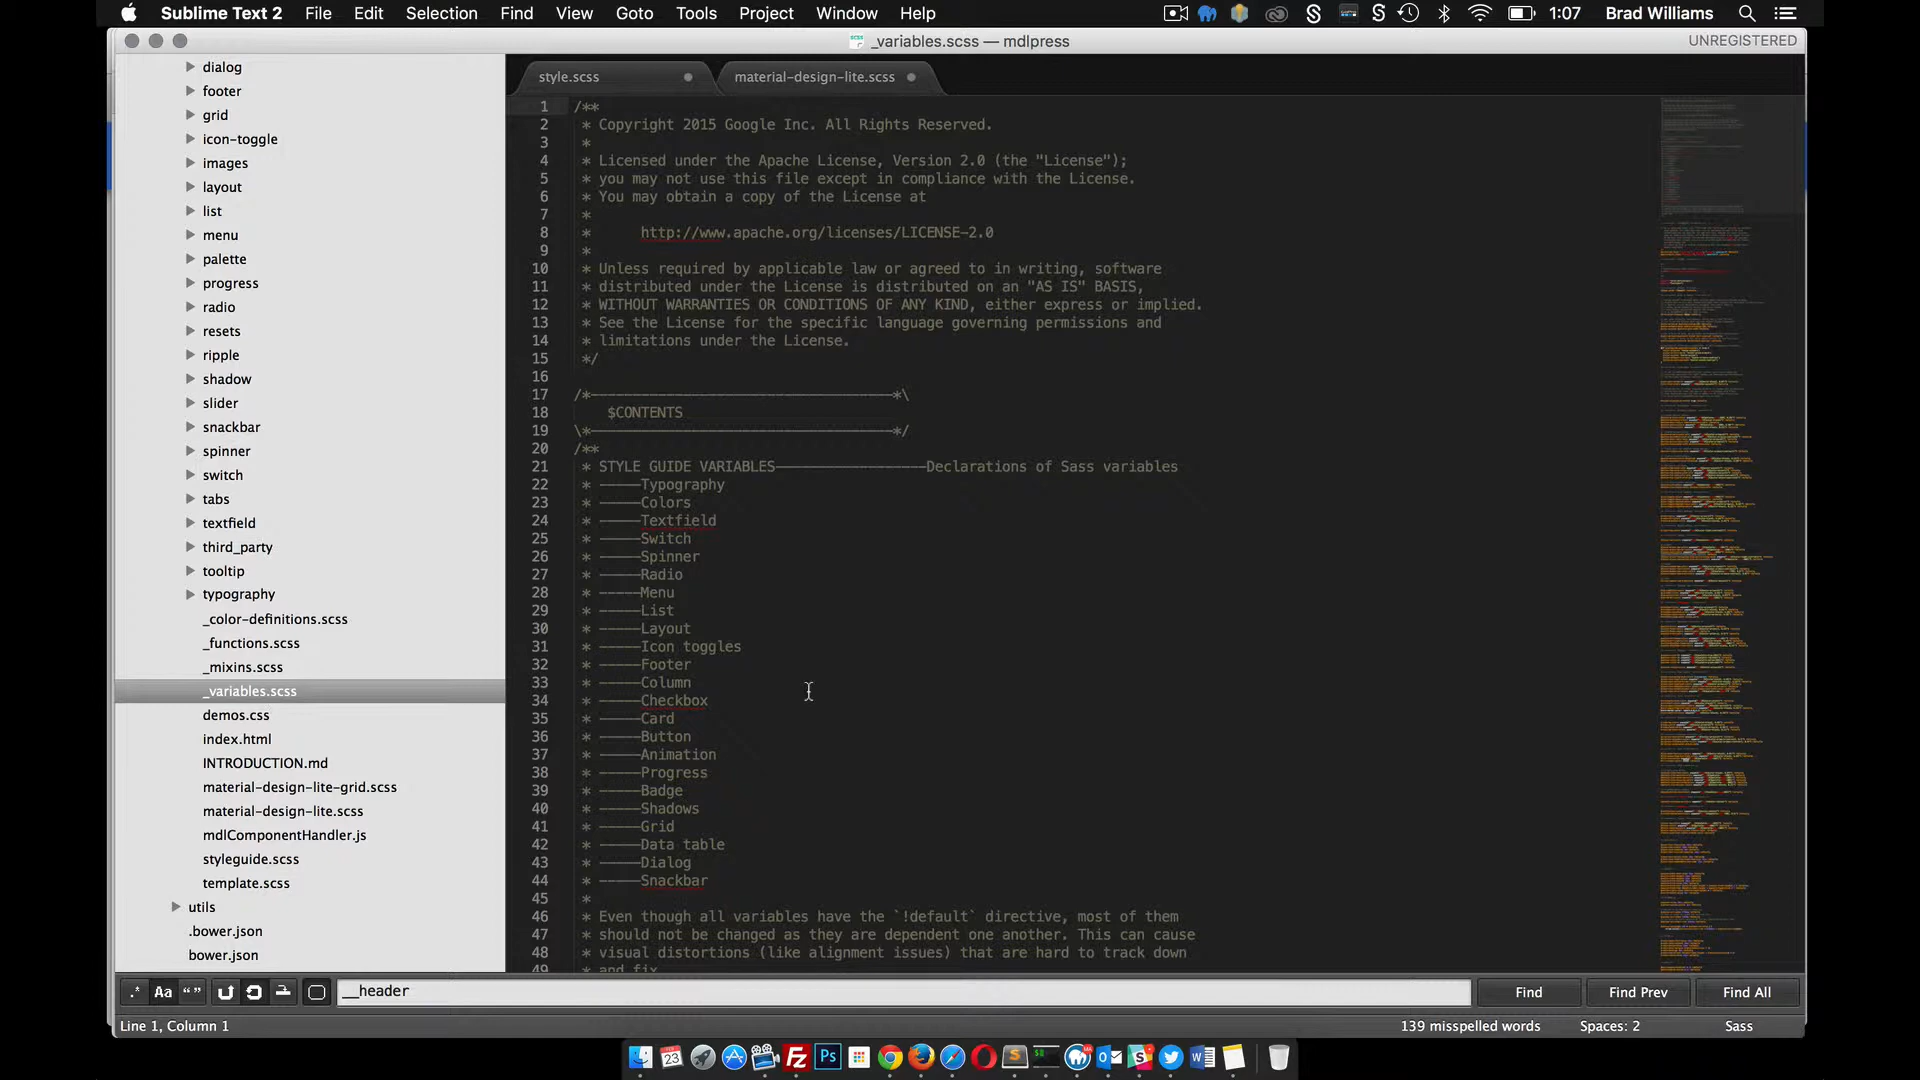 Sublime Text 2 File Edit Selection Find View Goto Tools Project Window Help 1:07 Brad Williams
_variables.scss — mdlpress UNREGISTERED
dialog
footer
grid
icon-toggle
images
layout
list
menu
palette
progress
radio
resets
ripple
shadow
slider
snackbar
spinner
switch
tabs
textfield
third_party
tooltip
typography
_color-definitions.scss
_functions.scss
_mixins.scss
_variables.scss
demos.css
index.html
INTRODUCTION.md
material-design-lite-grid.scss
material-design-lite.scss
mdlComponentHandler.js
styleguide.scss
template.scss
utils
.bower.json
bower.json
style.scss material-design-lite.scss
1 /**
2 * Copyright 2015 Google Inc. All Rights Reserved.
3 *
4 * Licensed under the Apache License, Version 2.0 (the "License");
5 * you may not use this file except in compliance with the License.
6 * You may obtain a copy of the License at
7 *
8 * http://www.apache.org/licenses/LICENSE-2.0
9 *
10 * Unless required by applicable law or agreed to in writing, software
11 * distributed under the License is distributed on an "AS IS" BASIS,
12 * WITHOUT WARRANTIES OR CONDITIONS OF ANY KIND, either express or implied.
13 * See the License for the specific language governing permissions and
14 * limitations under the License.
15 */
16
17 /*------------------------------------*\
18 $CONTENTS
19 \*------------------------------------*/
20 /**
21 * STYLE GUIDE VARIABLES------------------Declarations of Sass variables
22 * -----Typography
23 * -----Colors
24 * -----Textfield
25 * -----Switch
26 * -----Spinner
27 * -----Radio
28 * -----Menu
29 * -----List
30 * -----Layout
31 * -----Icon toggles
32 * -----Footer
33 * -----Column
34 * -----Checkbox
35 * -----Card
36 * -----Button
37 * -----Animation
38 * -----Progress
39 * -----Badge
40 * -----Shadows
41 * -----Grid
42 * -----Data table
43 * -----Dialog
44 * -----Snackbar
45 *
46 * Even though all variables have the `!default` directive, most of them
47 * should not be changed as they are dependent one another. This can cause
48 * visual distortions (like alignment issues) that are hard to track down
49 * and fix.
.* Aa “” __header Find Find Prev Find All
Line 1, Column 1 139 misspelled words Spaces: 2 Sass
23 Fz Ps